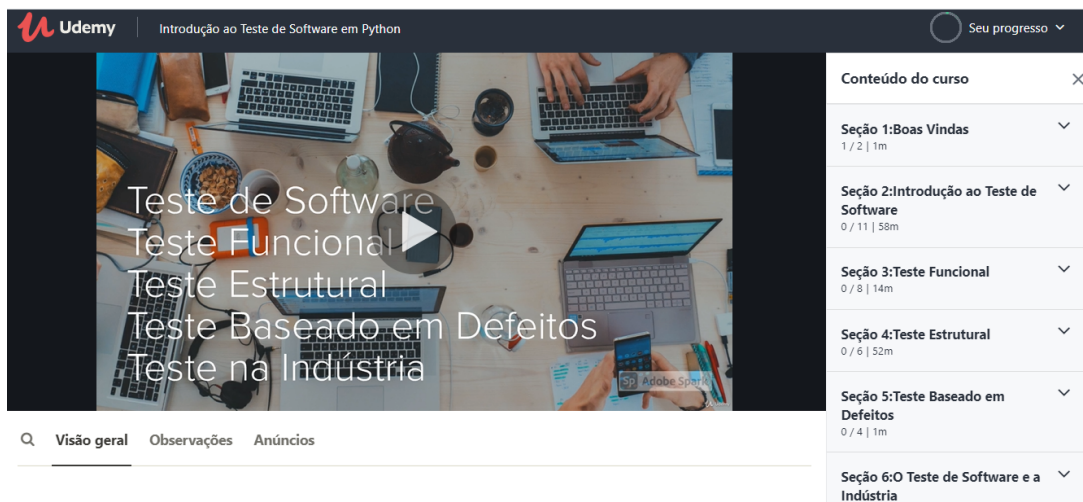 Udemy
Introdução ao Teste de Software em Python
Seu progresso
Teste de Software
Teste Funcional
Teste Estrutural
Teste Baseado em Defeitos
Teste na Indústria
Sp Adobe Spark
Visão geral
Observações
Anúncios
Conteúdo do curso
Seção 1:Boas Vindas
1 / 2 | 1m
Seção 2:Introdução ao Teste de
Software
0 / 11 | 58m
Seção 3:Teste Funcional
0 / 8 | 14m
Seção 4:Teste Estrutural
0 / 6 | 52m
Seção 5:Teste Baseado em
Defeitos
0 / 4 | 1m
Seção 6:O Teste de Software e a
Indústria